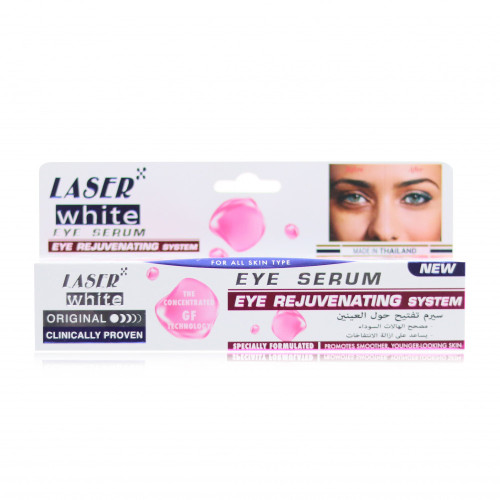 LASER
white
EYE SERUM
EYE REJUVENATING SYSTEM
MADE IN THAILAND
FOR ALL SKIN TYPE
LASER
white
ORIGINAL
CLINICALLY PROVEN
THE
CONCENTRATED
GF
TECHNOLOGY
EYE SERUM
NEW
EYE REJUVENATING SYSTEM
سيرم تفتيح حول العينين
مصحح الهالات السوداء
يساعد على ازالة الانتفاخات.
SPECIALLY FORMULATED PROMOTES SMOOTHER, YOUNGER-LOOKING SKIN.